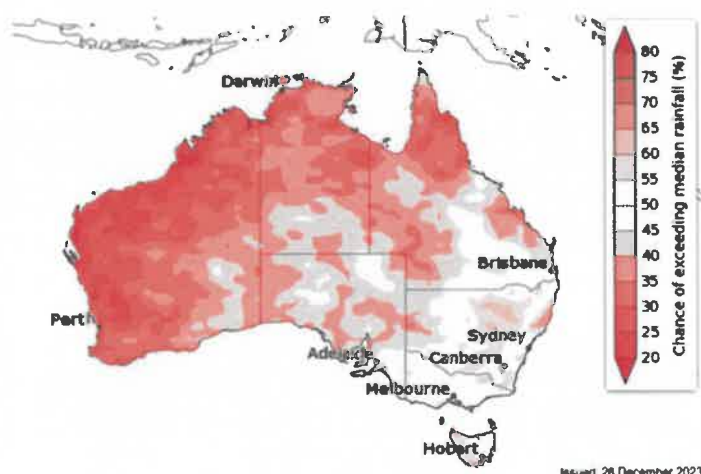 Darwin
Brisbane
Perth
Sydney
Adelaide
Canberra
Melbourne
Hobart
80
75
70
65
60
55
50
45
40
35
30
25
20
Chance of exceeding median rainfall (%)
Issued: 28 December 2023